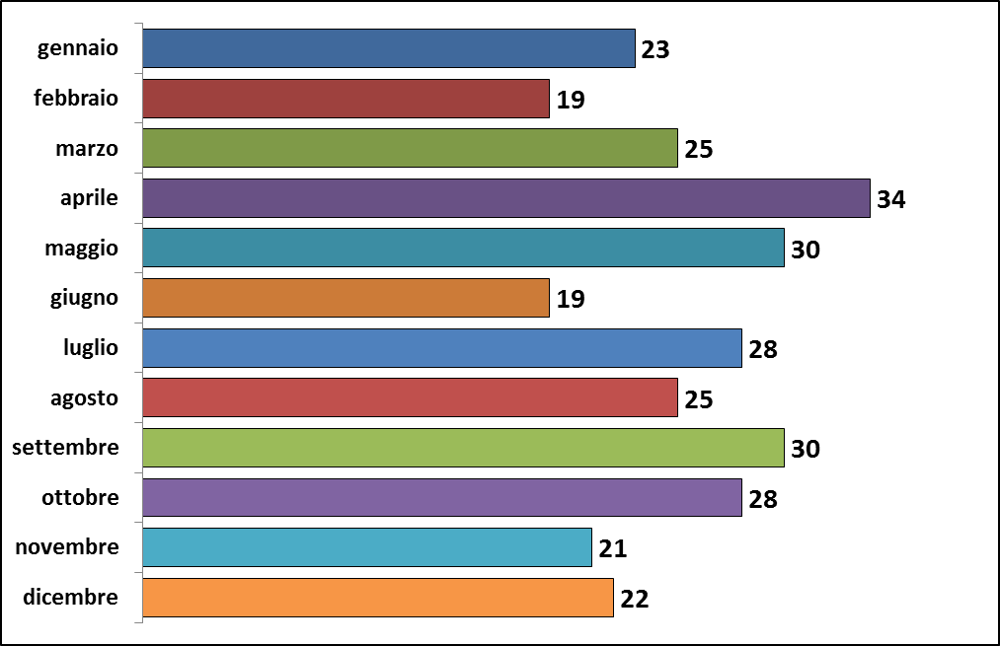 gennaio 23
febbraio 19
marzo 25
aprile 34
maggio 30
giugno 19
luglio 28
agosto 25
settembre 30
ottobre 28
novembre 21
dicembre 22